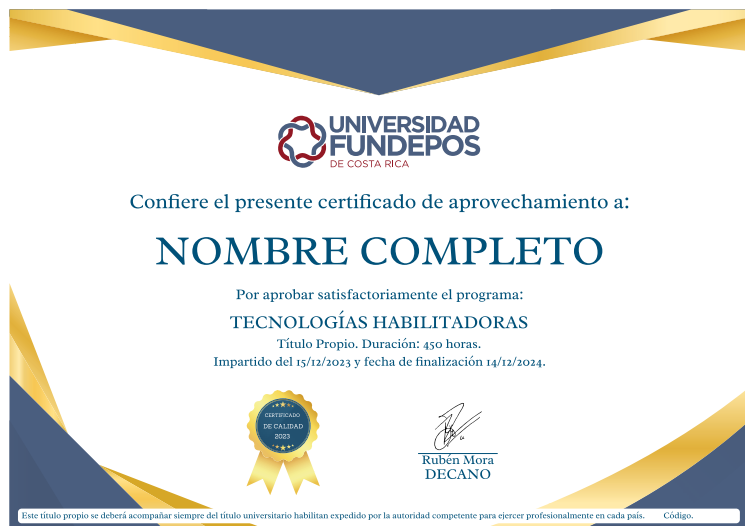 UNIVERSIDAD
FUNDEPOS
DE COSTA RICA
Confiere el presente certificado de aprovechamiento a:
NOMBRE COMPLETO
Por aprobar satisfactoriamente el programa:
TECNOLOGÍAS HABILITADORAS
Título Propio. Duración: 450 horas.
Impartido del 15/12/2023 y fecha de finalización 14/12/2024.
CERTIFICADO
DE CALIDAD
2023
Rubén Mora
DECANO
Este título propio se deberá acompañar siempre del título universitario habilitan expedido por la autoridad competente para ejercer profesionalmente en cada país. Código.